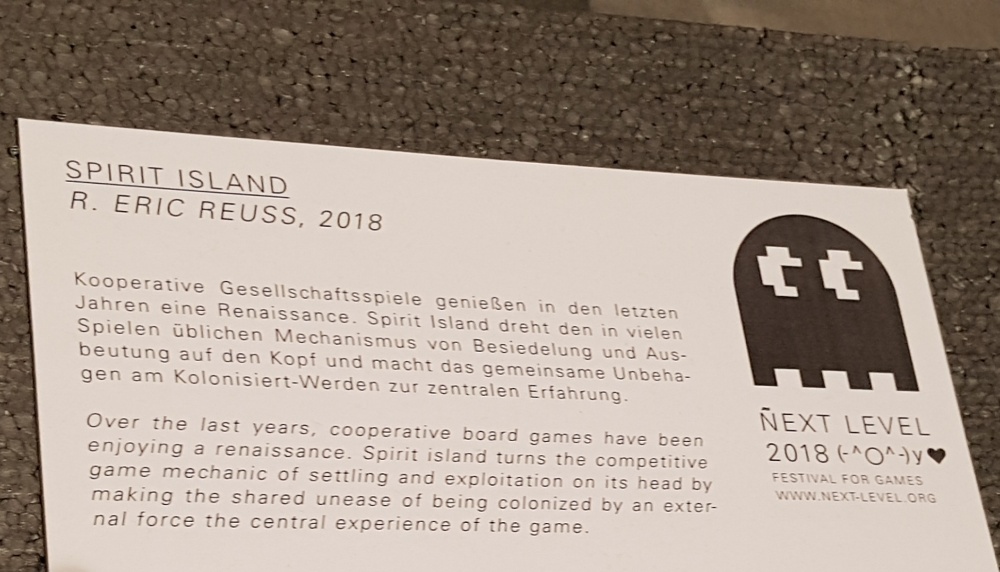 SPIRIT ISLAND
R. ERIC REUSS, 2018
Kooperative Gesellschaftsspiele genießen in den letzten
Jahren eine Renaissance. Spirit Island dreht den in vielen
Spielen üblichen Mechanismus von Besiedelung und Aus-
beutung auf den Kopf und macht das gemeinsame Unbeha-
gen am Kolonisiert-Werden zur zentralen Erfahrung.
Over the last years, cooperative board games have been
enjoying a renaissance. Spirit island turns the competitive
game mechanic of settling and exploitation on its head by
making the shared unease of being colonized by an exter-
nal force the central experience of the game.
ÑEXT LEVEL
2018 (-^O^-)y♥
FESTIVAL FOR GAMES
WWW.NEXT-LEVEL.ORG